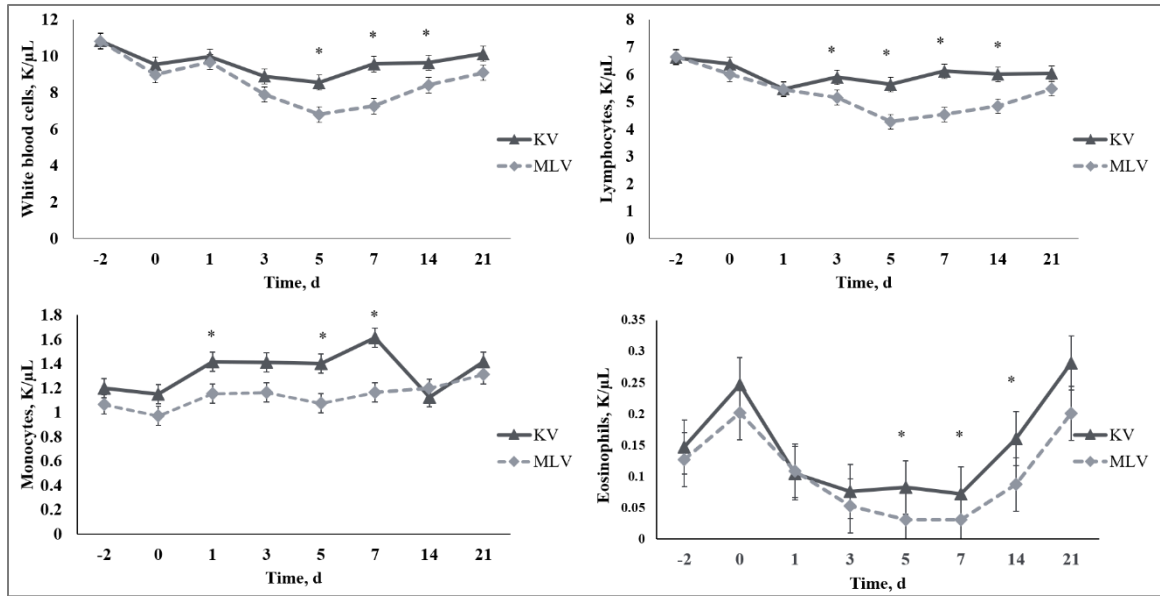 12
10
8
6
4
2
0
White blood cells, K/µL
* * *
KV
MLV
-2 0 1 3 5 7 14 21
Time, d
8
7
6
5
4
3
2
1
0
Lymphocytes, K/µL
* * * *
KV
MLV
-2 0 1 3 5 7 14 21
Time, d
1.8
1.6
1.4
1.2
1
0.8
0.6
0.4
0.2
0
Monocytes, K/µL
* * *
KV
MLV
-2 0 1 3 5 7 14 21
Time, d
0.35
0.3
0.25
0.2
0.15
0.1
0.05
0
Eosinophils, K/µL
* * *
KV
MLV
-2 0 1 3 5 7 14 21
Time, d